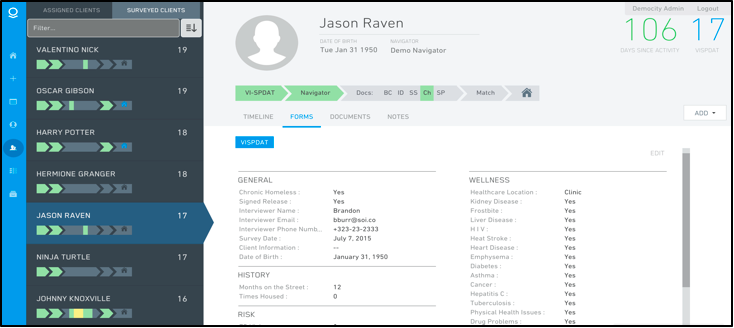 ASSIGNED CLIENTS
SURVEYED CLIENTS
Filter...
VALENTINO NICK 19
OSCAR GIBSON 19
HARRY POTTER 18
HERMIONE GRANGER 18
JASON RAVEN 17
NINJA TURTLE 17
JOHNNY KNOXVILLE 16
Democity Admin Logout
Jason Raven
DATE OF BIRTH NAVIGATOR
Tue Jan 31 1950 Demo Navigator
106 17
DAYS SINCE ACTIVITY VISPDAT
VI-SPDAT Navigator Docs: BC ID SS Ch SP Match
ADD
TIMELINE FORMS DOCUMENTS NOTES
VISPDAT
EDIT
GENERAL
Chronic Homeless : Yes
Signed Release : Yes
Interviewer Name : Brandon
Interviewer Email : bburr@soi.co
Interviewer Phone Numb... +323-23-2333
Survey Date : July 7, 2015
Client Information : --
Date of Birth : January 31, 1950
HISTORY
Months on the Street : 12
Times Housed : 0
RISK
WELLNESS
Healthcare Location : Clinic
Kidney Disease : Yes
Frostbite : Yes
Liver Disease : Yes
H I V : Yes
Heat Stroke : Yes
Heart Disease : Yes
Emphysema : Yes
Diabetes : Yes
Asthma : Yes
Cancer : Yes
Hepatitis C : Yes
Tuberculosis : Yes
Physical Health Issues : Yes
Drug Problems : Yes